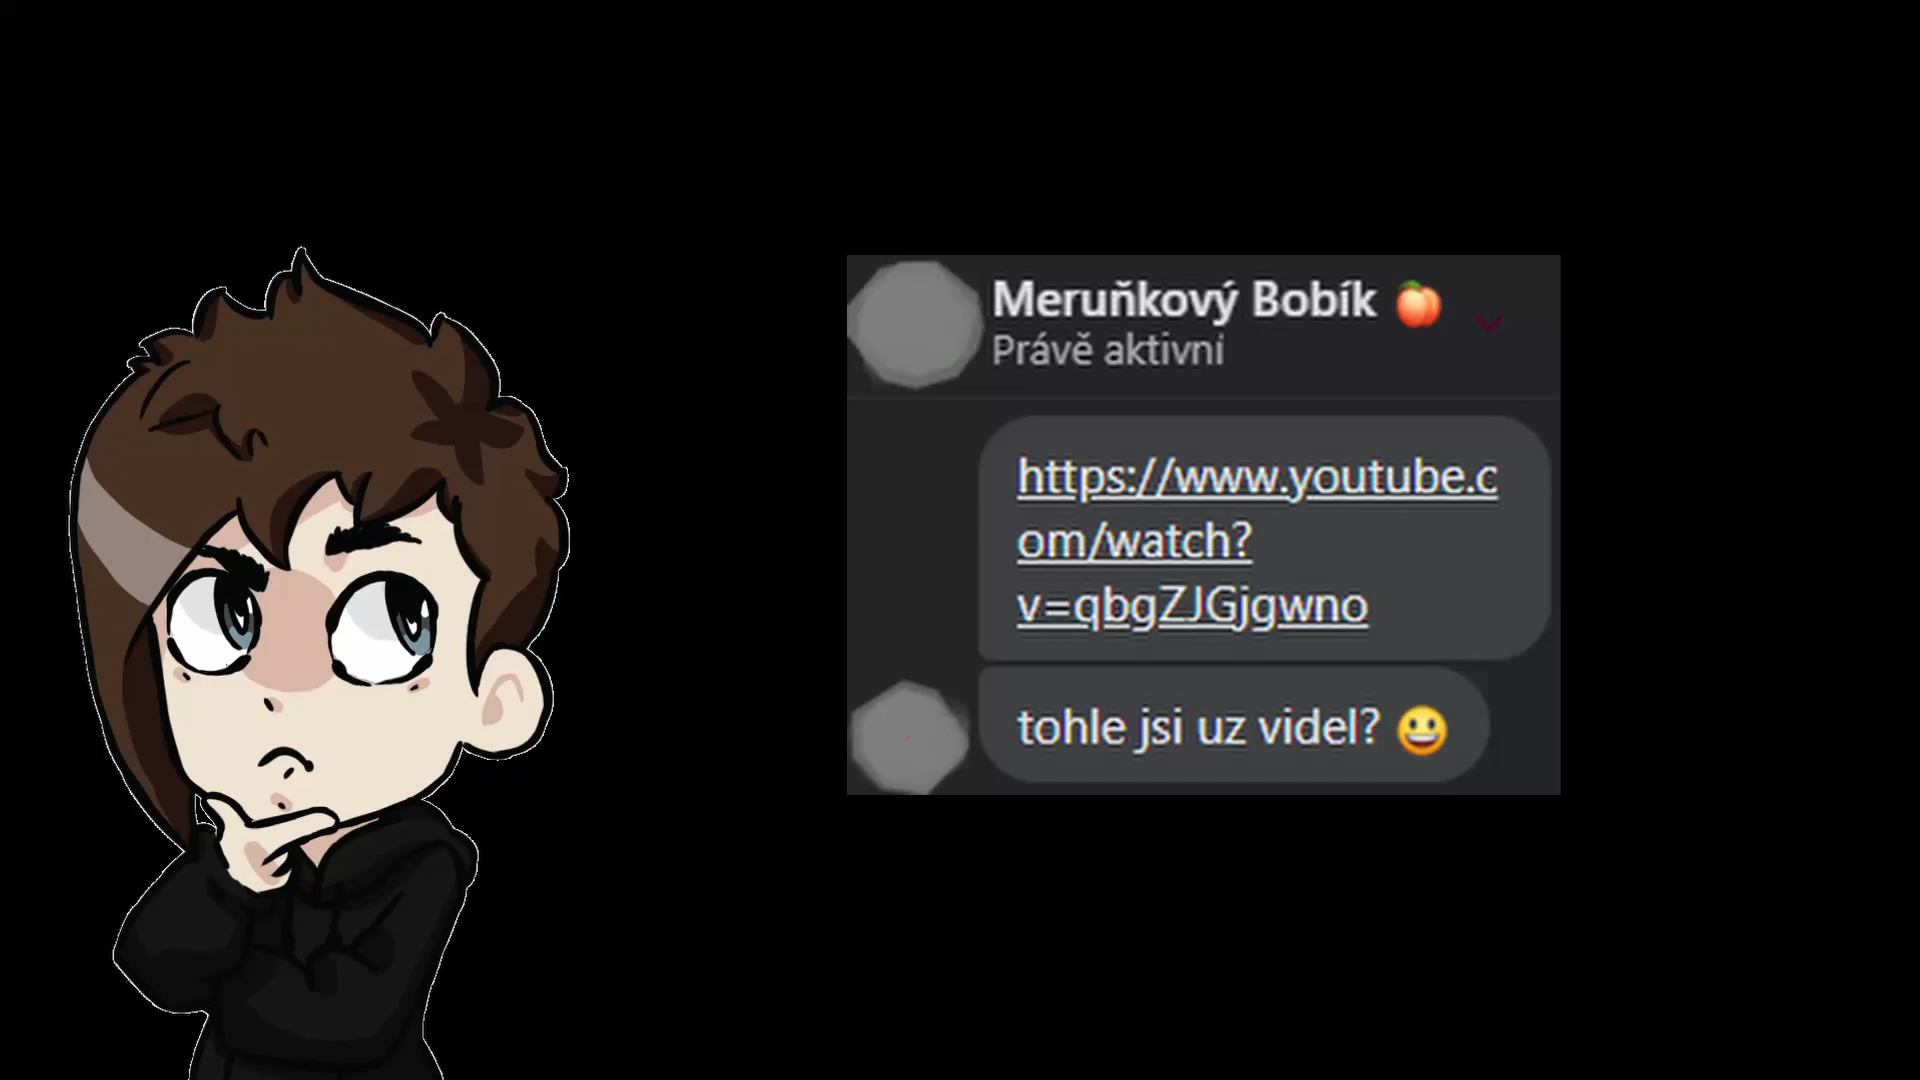 Meruňkový Bobík 🍑
Právě aktivní
https://www.youtube.c
om/watch?
v=qbgZJGjgwno
tohle jsi uz videl? 😀